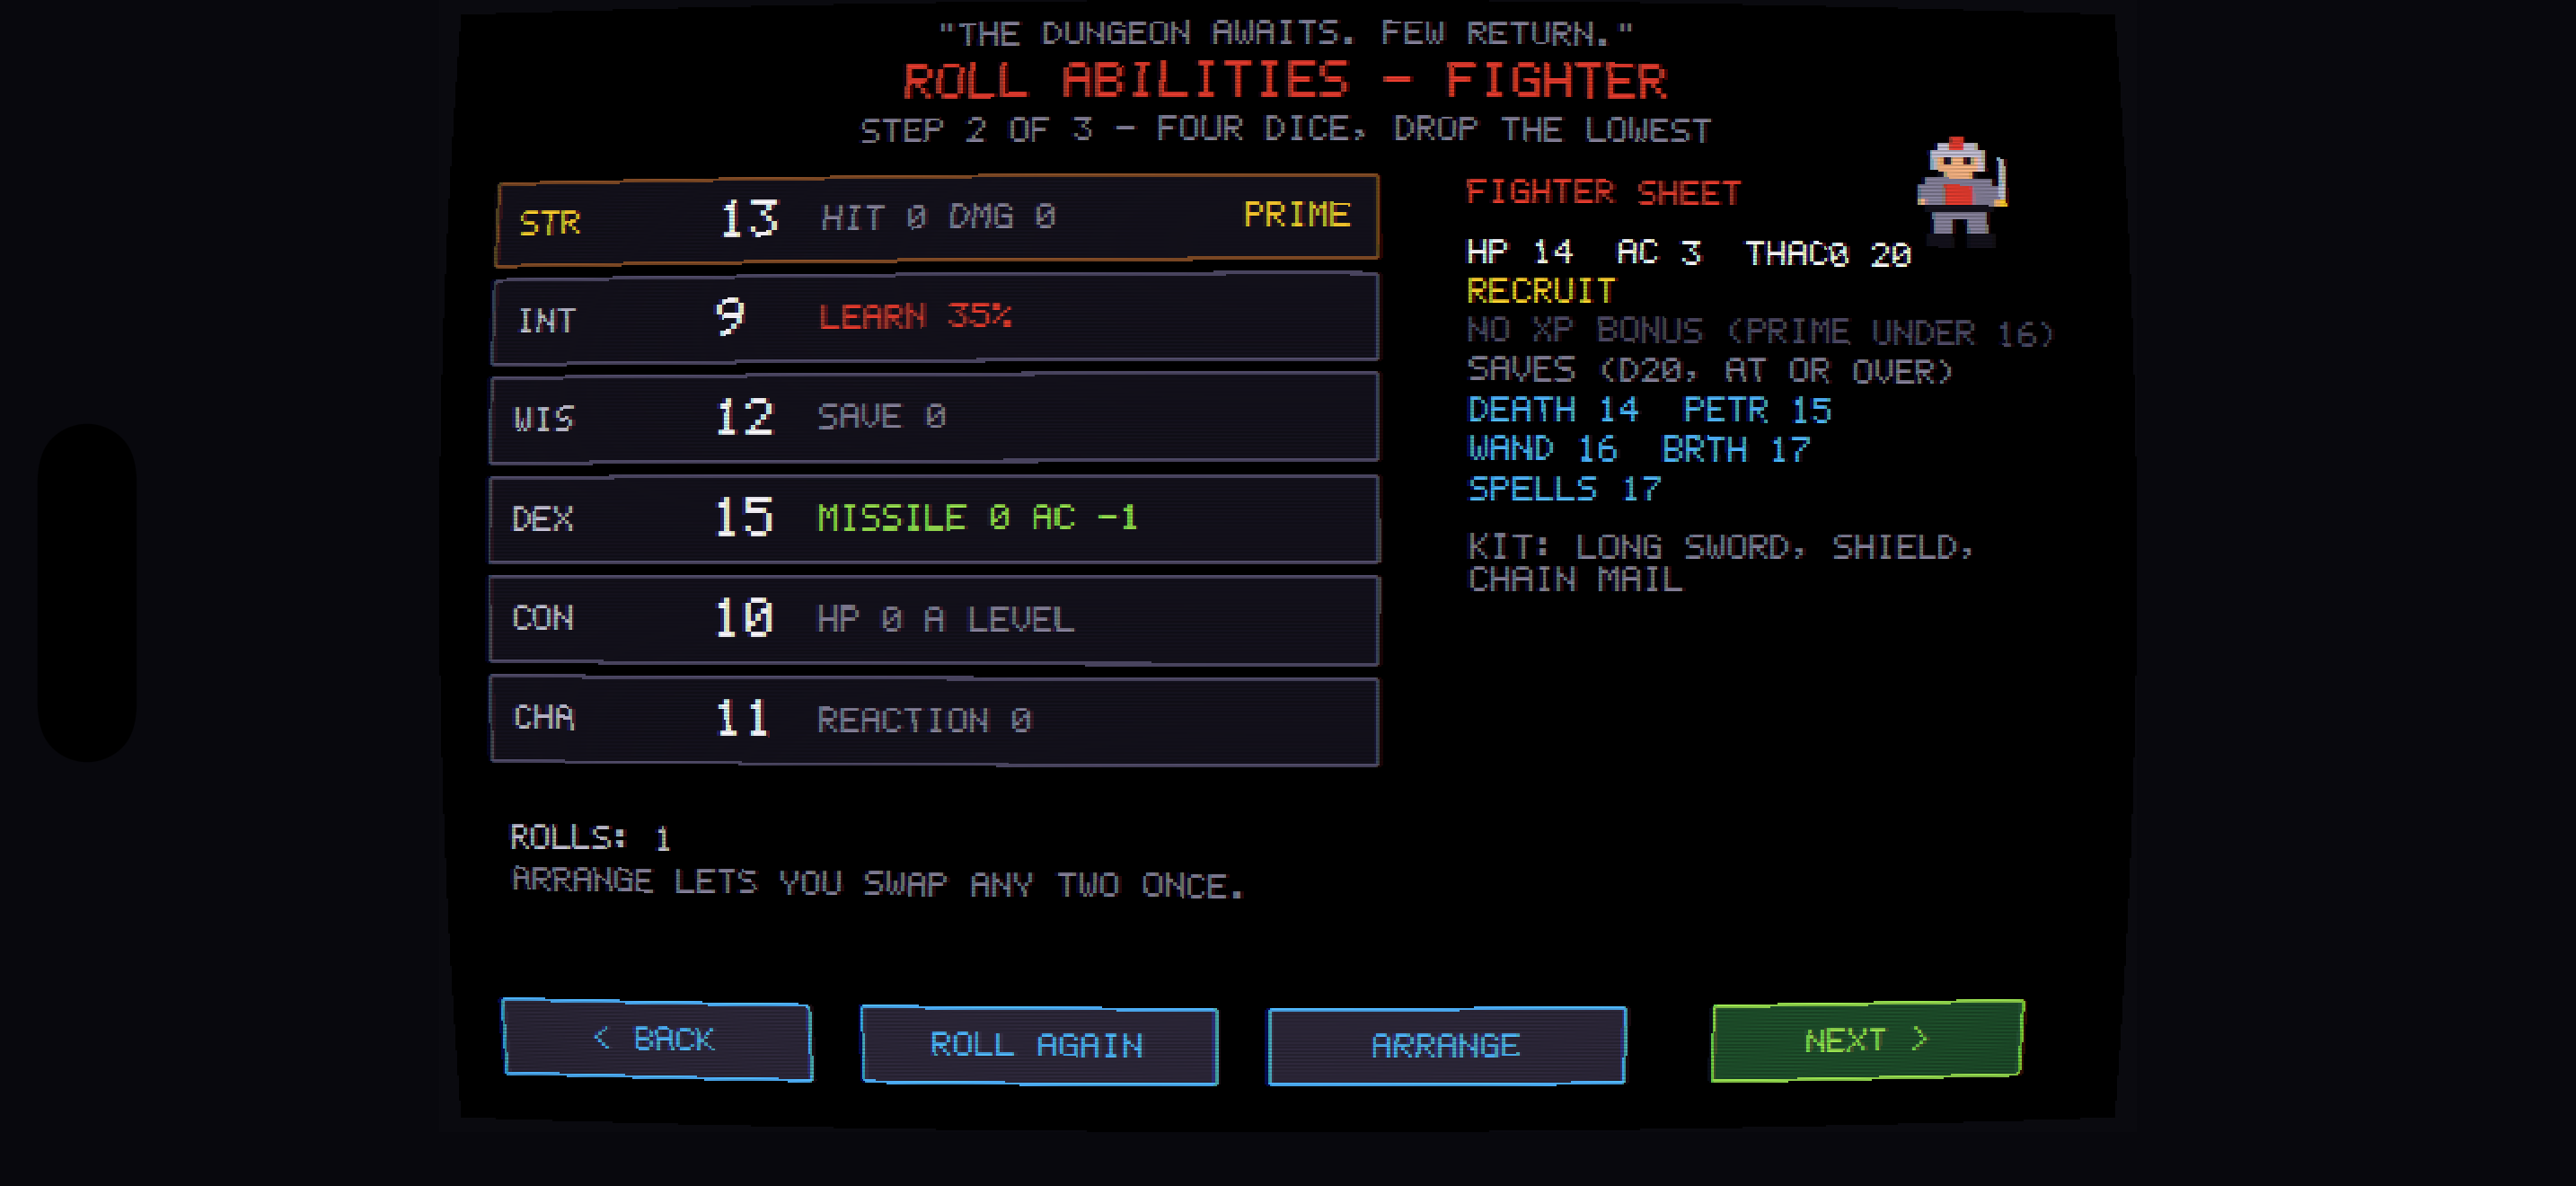 "THE DUNGEON AWAITS. FEW RETURN."
ROLL ABILITIES - FIGHTER
STEP 2 OF 3 - FOUR DICE, DROP THE LOWEST
STR 13 HIT 0 DMG 0 PRIME
INT 9 LEARN 35%
WIS 12 SAVE 0
DEX 15 MISSILE 0 AC -1
CON 10 HP 0 A LEVEL
CHA 11 REACTION 0
ROLLS: 1
ARRANGE LETS YOU SWAP ANY TWO ONCE.
FIGHTER SHEET
HP 14 AC 3 THAC0 20
RECRUIT
NO XP BONUS (PRIME UNDER 16)
SAVES (D20, AT OR OVER)
DEATH 14 PETR 15
WAND 16 BRTH 17
SPELLS 17
KIT: LONG SWORD, SHIELD,
CHAIN MAIL
< BACK
ROLL AGAIN
ARRANGE
NEXT >